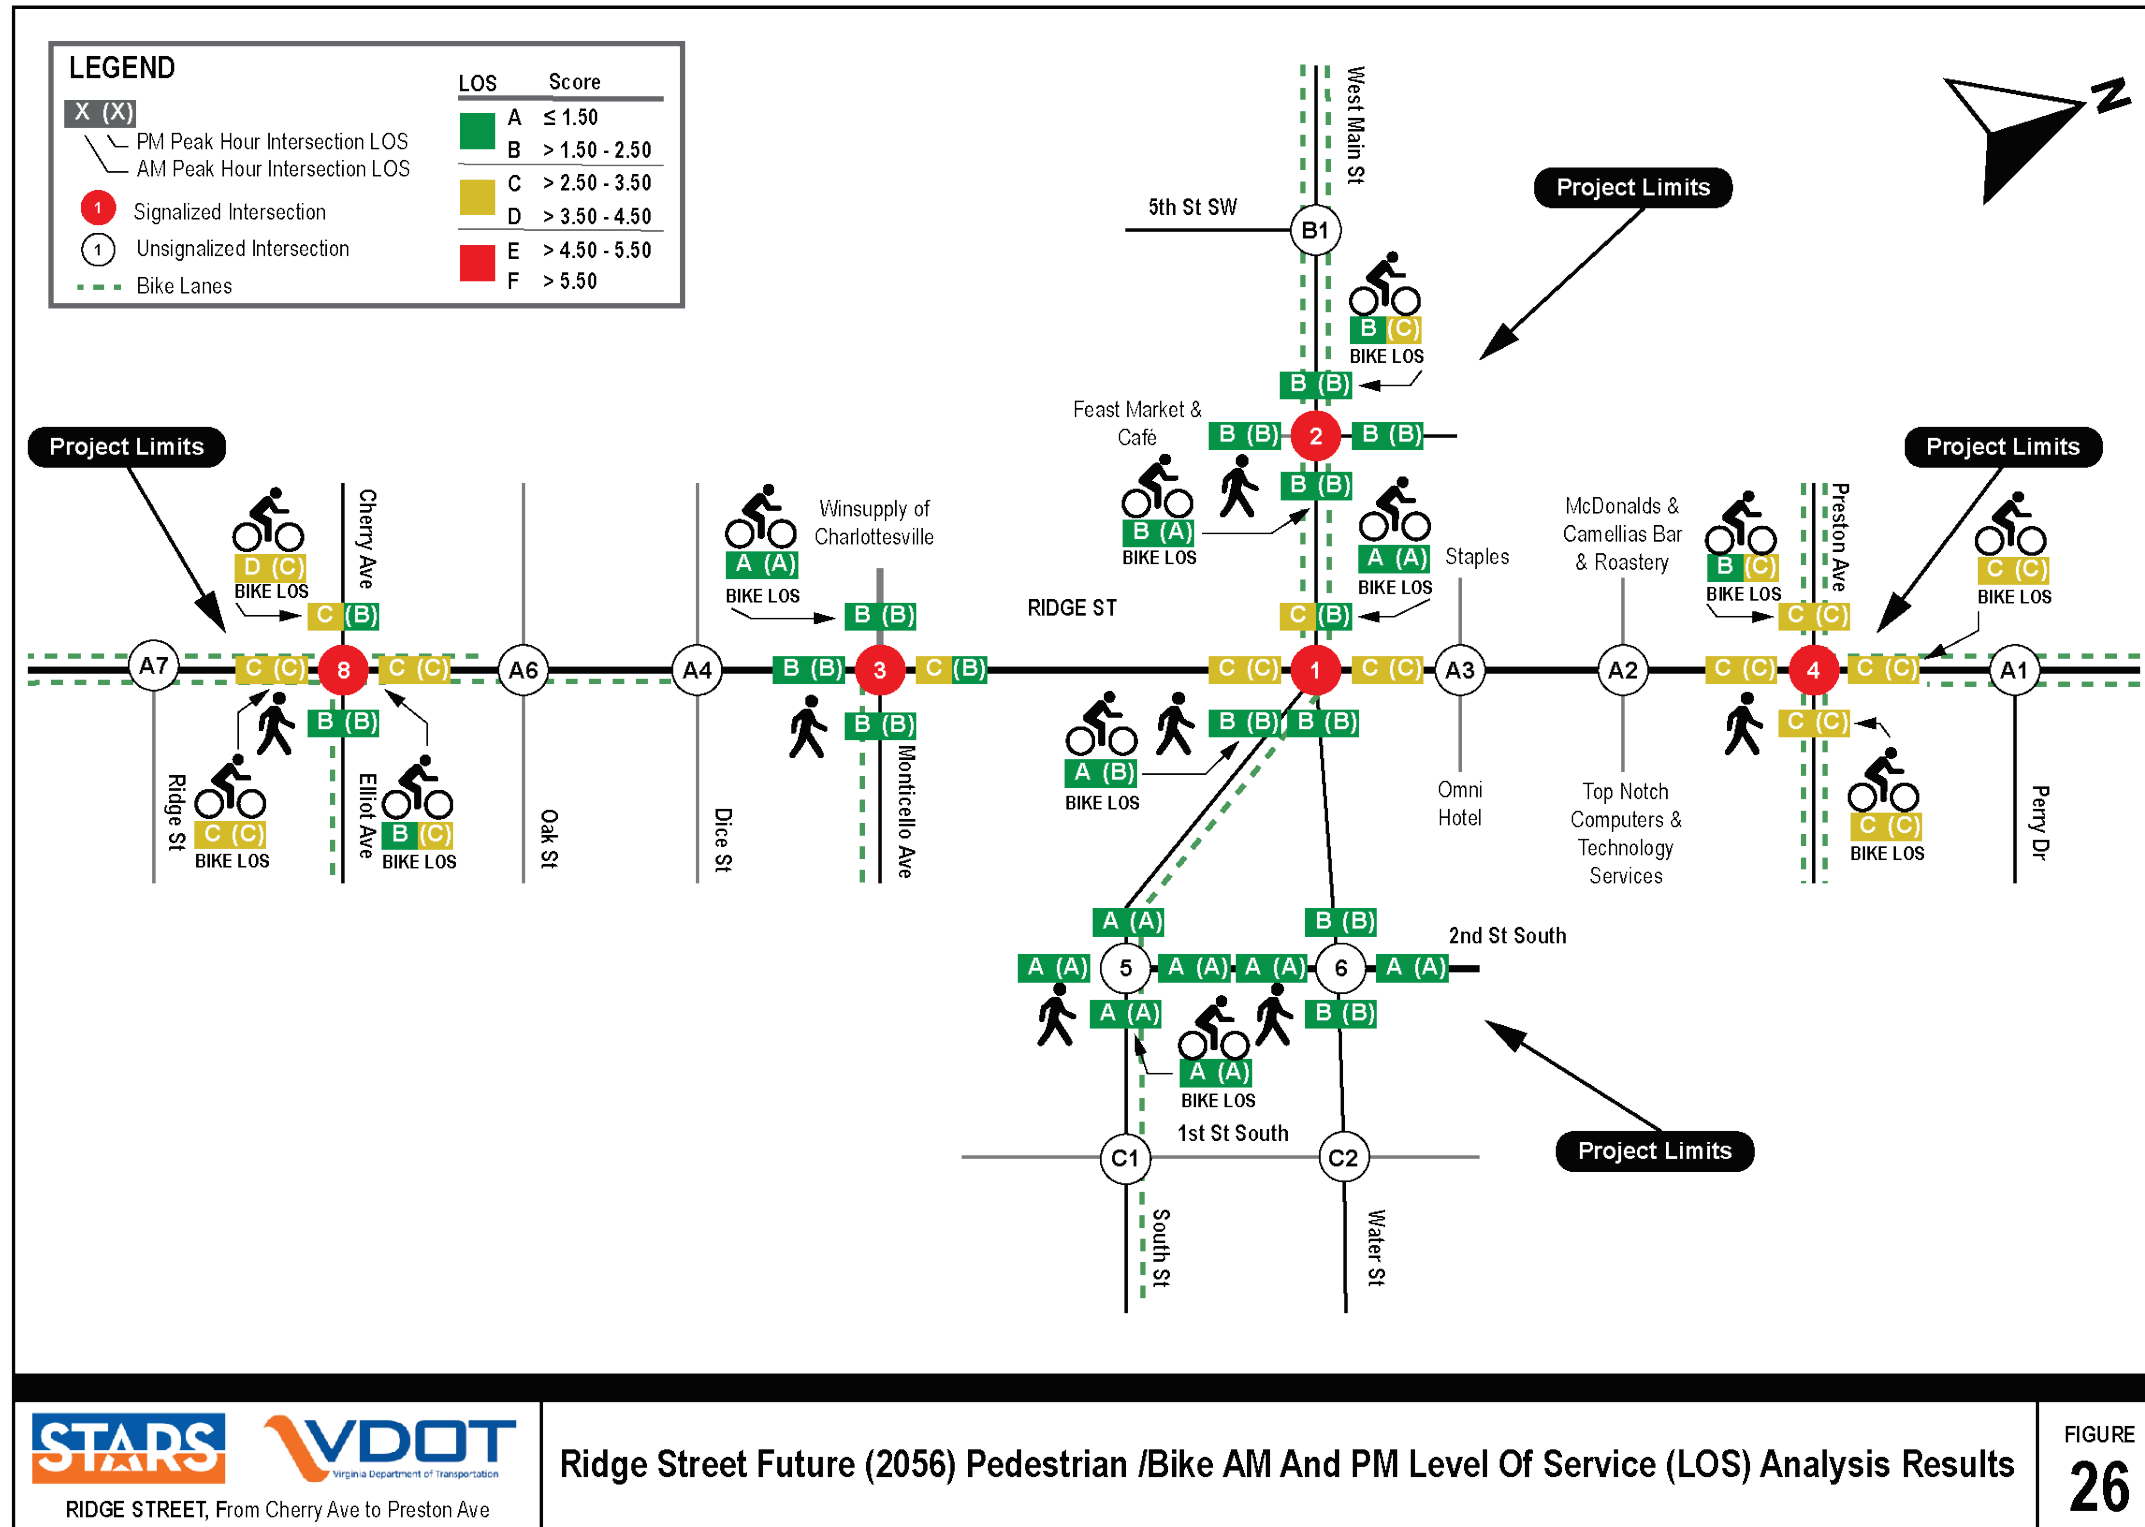 LEGEND
X (X)
PM Peak Hour Intersection LOS
AM Peak Hour Intersection LOS
1 Signalized Intersection
1 Unsignalized Intersection
Bike Lanes
LOS Score
A ≤ 1.50
B > 1.50 - 2.50
C > 2.50 - 3.50
D > 3.50 - 4.50
E > 4.50 - 5.50
F > 5.50
N
West Main St
Project Limits
5th St SW
B1
B (C)
BIKE LOS
B (B)
Feast Market &
Café
B (B)
2
B (B)
B (B)
B (A)
BIKE LOS
A (A)
BIKE LOS
Staples
C (B)
Project Limits
Cherry Ave
D (C)
BIKE LOS
C (B)
Winsupply of
Charlottesville
A (A)
BIKE LOS
B (B)
RIDGE ST
McDonalds &
Camellias Bar
& Roastery
Project Limits
Preston Ave
B (C)
BIKE LOS
C (C)
C (C)
BIKE LOS
A7
C (C)
8
C (C)
A6
A4
B (B)
3
C (B)
C (C)
1
C (C)
A3
A2
C (C)
4
C (C)
A1
B (B)
B (B)
B (B)
B (B)
C (C)
Ridge St
C (C)
BIKE LOS
Elliot Ave
B (C)
BIKE LOS
Oak St
Dice St
Monticello Ave
A (B)
BIKE LOS
Omni
Hotel
Top Notch
Computers &
Technology
Services
C (C)
BIKE LOS
Perry Dr
A (A)
B (B)
2nd St South
A (A)
5
A (A)
A (A)
6
A (A)
A (A)
B (B)
A (A)
BIKE LOS
1st St South
C1
C2
Project Limits
South St
Water St
STARS
VDOT
Virginia Department of Transportation
RIDGE STREET, From Cherry Ave to Preston Ave
Ridge Street Future (2056) Pedestrian /Bike AM And PM Level Of Service (LOS) Analysis Results
FIGURE
26